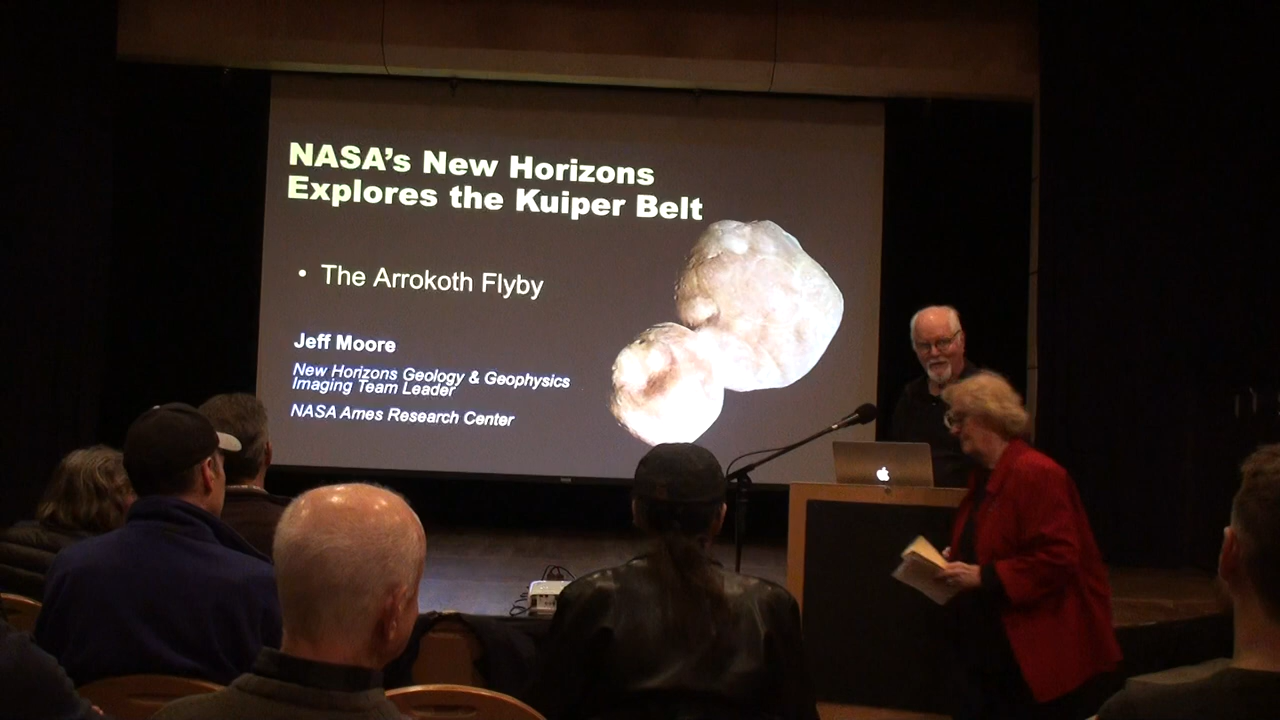 NASA's New Horizons
Explores the Kuiper Belt
• The Arrokoth Flyby
Jeff Moore
New Horizons Geology & Geophysics
Imaging Team Leader
NASA Ames Research Center